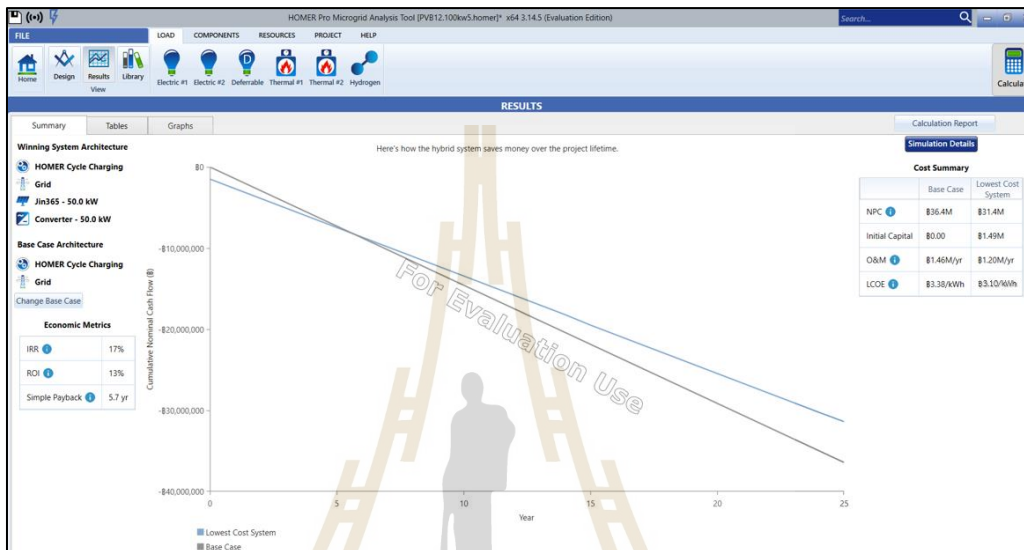 HOMER Pro Microgrid Analysis Tool [PVB12.100kw5.homer]* x64 3.14.5 (Evaluation Edition)
Search...
FILE
LOAD COMPONENTS RESOURCES PROJECT HELP
Home
Design
Results
Library
View
Electric #1
Electric #2
D
Deferrable
Thermal #1
Thermal #2
Hydrogen
Calcula
RESULTS
Summary Tables Graphs
Calculation Report
Simulation Details
Winning System Architecture
HOMER Cycle Charging
Grid
Jin365 - 50.0 kW
Converter - 50.0 kW
Base Case Architecture
HOMER Cycle Charging
Grid
Change Base Case
Economic Metrics
IRR 17%
ROI 13%
Simple Payback 5.7 yr
Here's how the hybrid system saves money over the project lifetime.
Cumulative Nominal Cash Flow (฿)
฿0
-฿10,000,000
-฿20,000,000
-฿30,000,000
-฿40,000,000
0 5 10 15 20 25
Year
For Evaluation Use
Lowest Cost System
Base Case
Cost Summary
Base Case Lowest Cost System
NPC ฿36.4M ฿31.4M
Initial Capital ฿0.00 ฿1.49M
O&M ฿1.46M/yr ฿1.20M/yr
LCOE ฿3.38/kWh ฿3.10/kWh